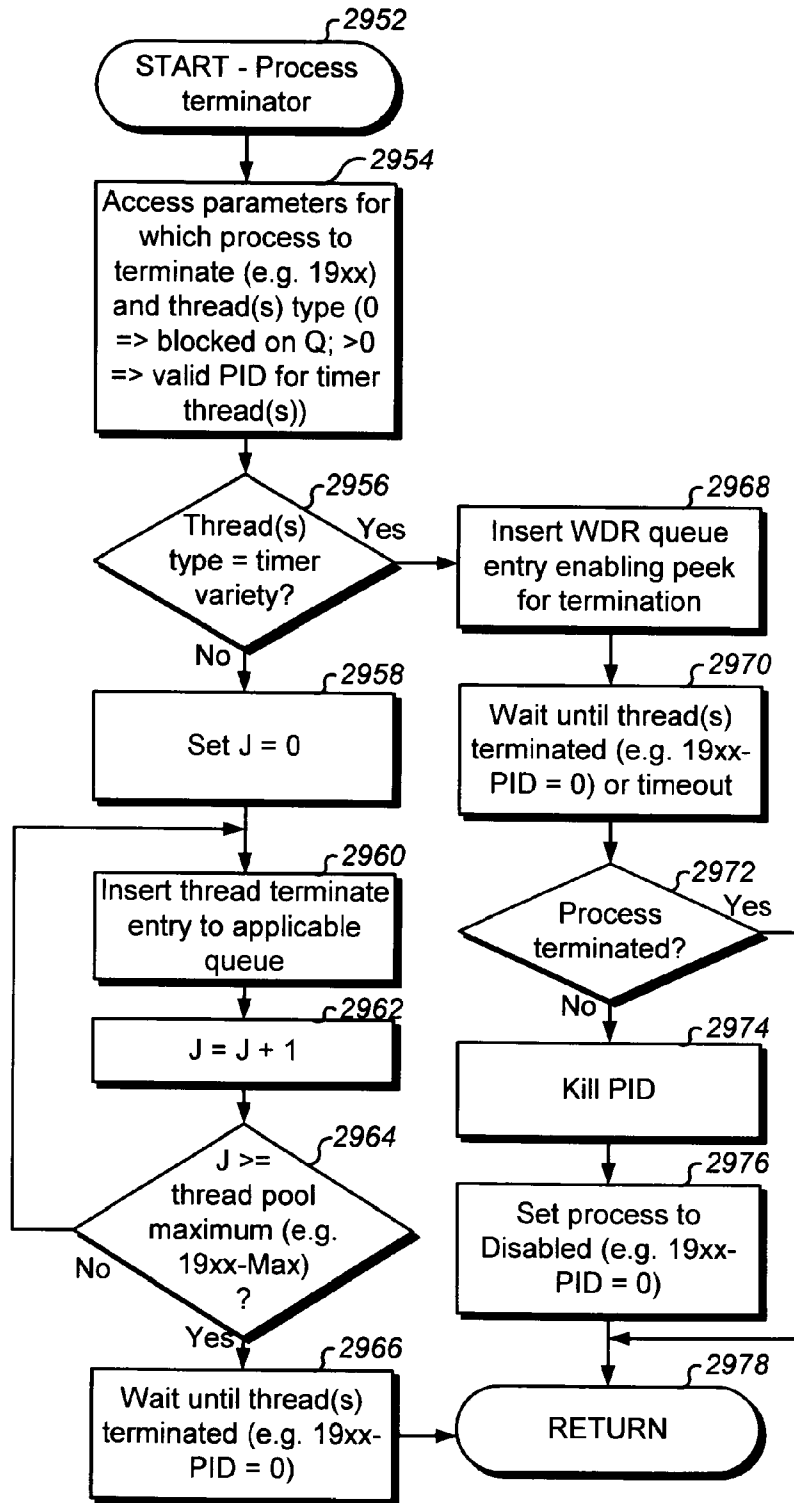 2952
START - Process
terminator
2954
Access parameters for
which process to
terminate (e.g. 19xx)
and thread(s) type (0
=> blocked on Q; >0
=> valid PID for timer
thread(s))
2956
Thread(s)
type = timer
variety?
Yes
No
2958
Set J = 0
2960
Insert thread terminate
entry to applicable
queue
2962
J = J + 1
2964
J >=
thread pool
maximum (e.g.
19xx-Max)
?
No
Yes
2966
Wait until thread(s)
terminated (e.g. 19xx-
PID = 0)
2968
Insert WDR queue
entry enabling peek
for termination
2970
Wait until thread(s)
terminated (e.g. 19xx-
PID = 0) or timeout
2972
Process
terminated?
Yes
No
2974
Kill PID
2976
Set process to
Disabled (e.g. 19xx-
PID = 0)
2978
RETURN